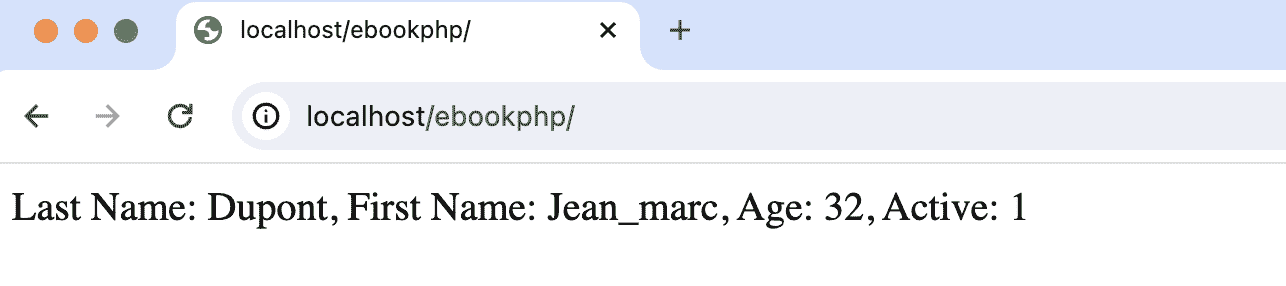 localhost/ebookphp/
localhost/ebookphp/
Last Name: Dupont, First Name: Jean_marc, Age: 32, Active: 1